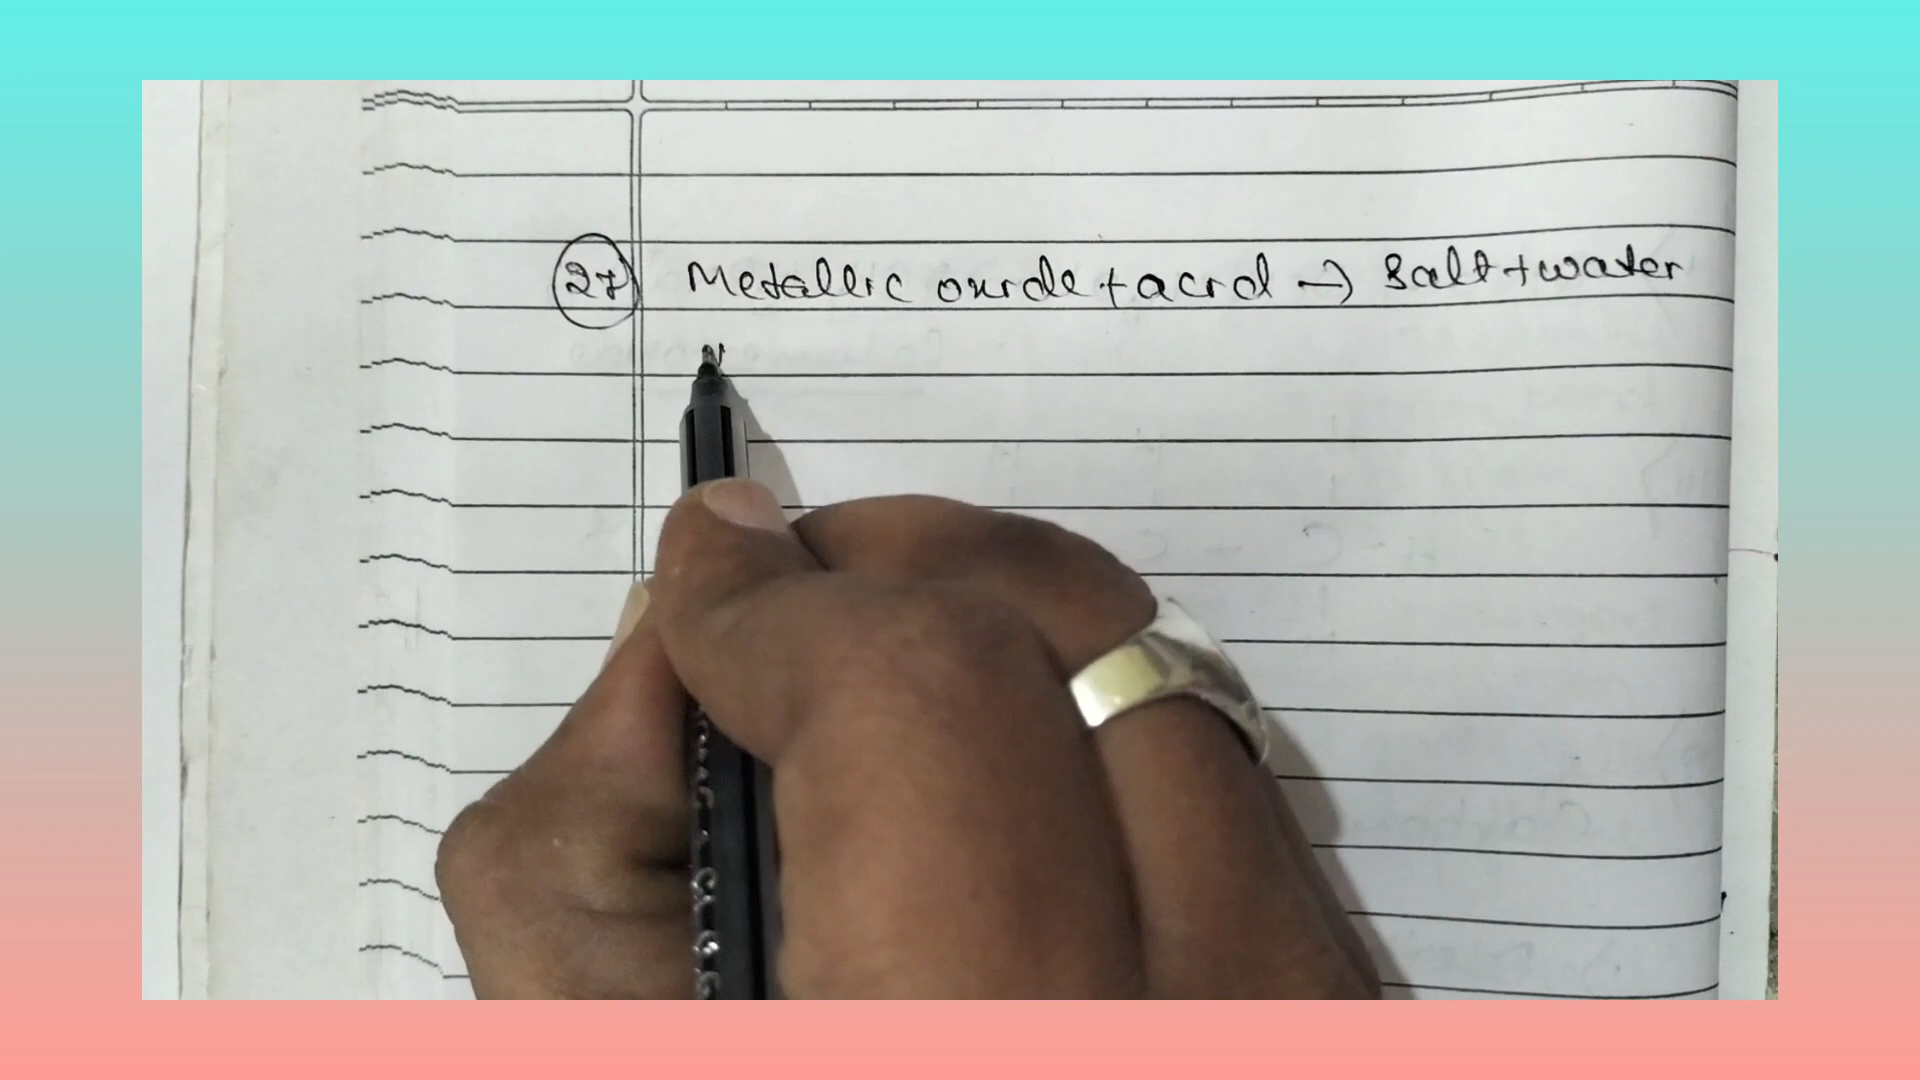 27 Metallic oxide + acid → Salt + water